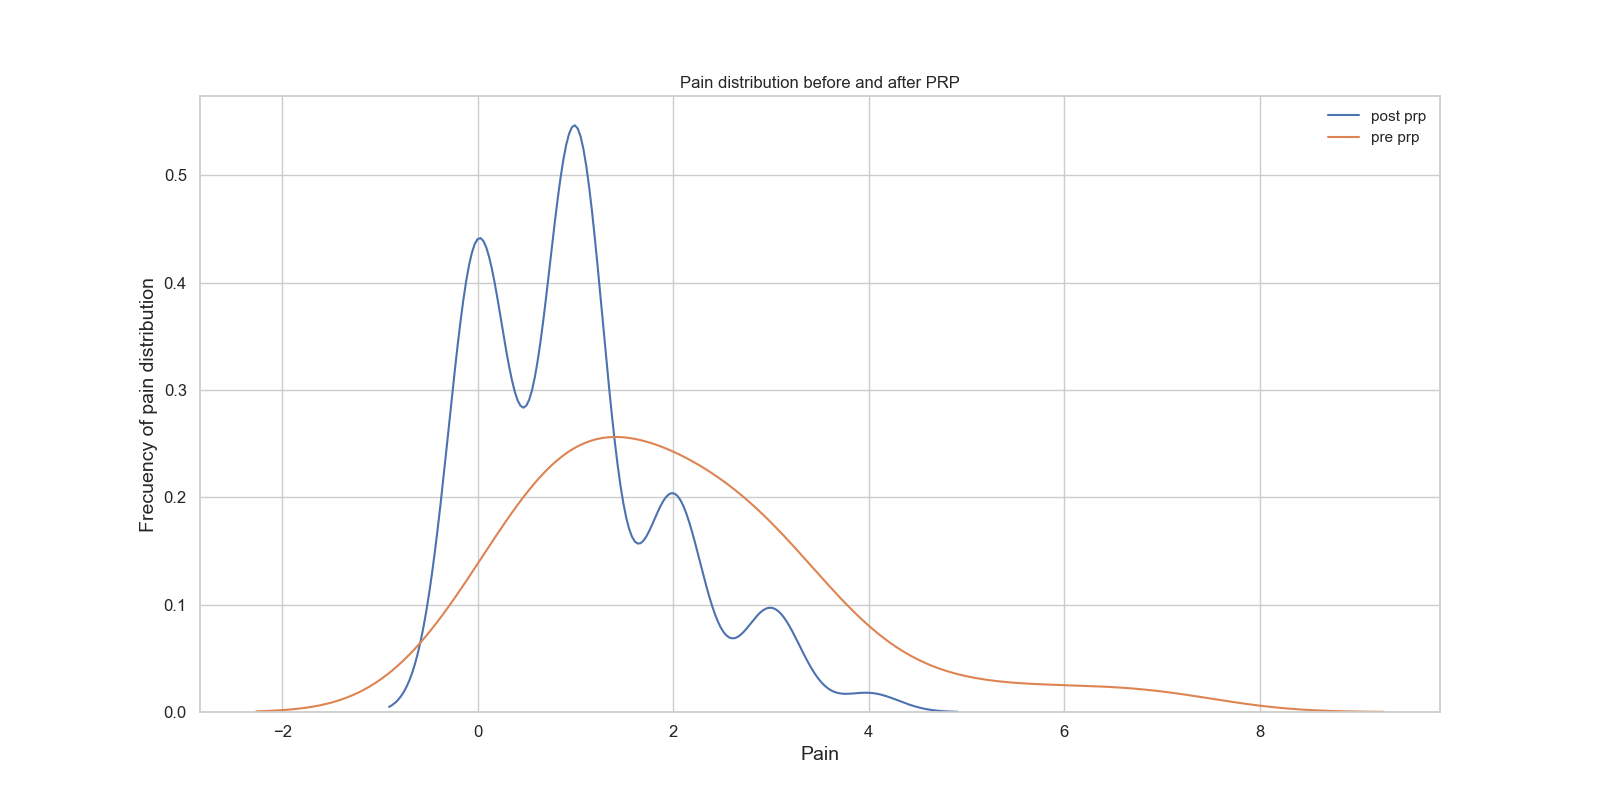 Pain distribution before and after PRP
post prp
pre prp
Frecuency of pain distribution
0.5
0.4
0.3
0.2
0.1
0.0
−2
0
2
4
6
8
Pain